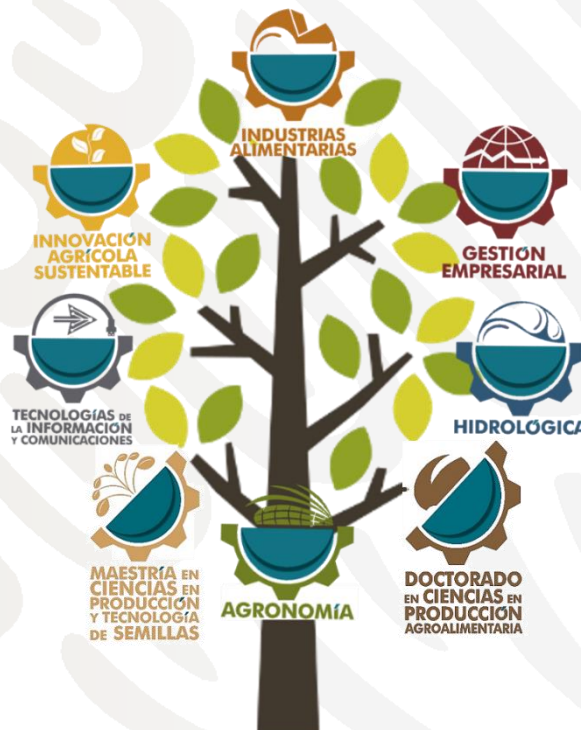 INDUSTRIAS
ALIMENTARIAS
INNOVACIÓN
AGRÍCOLA
SUSTENTABLE
GESTIÓN
EMPRESARIAL
TECNOLOGÍAS DE
LA INFORMACIÓN
Y COMUNICACIONES
HIDROLÓGICA
MAESTRÍA EN
CIENCIAS EN
PRODUCCIÓN
Y TECNOLOGÍA
DE SEMILLAS
AGRONOMÍA
DOCTORADO
EN CIENCIAS EN
PRODUCCIÓN
AGROALIMENTARIA